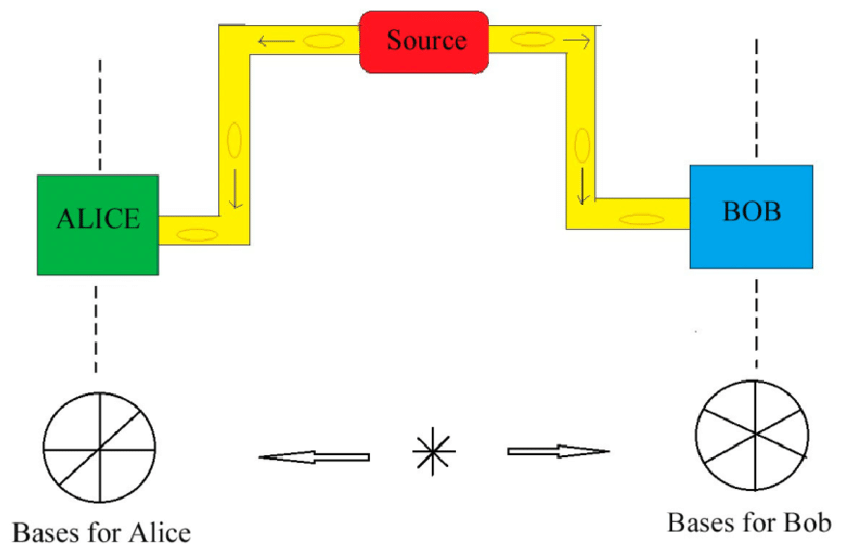 Source
ALICE
BOB
Bases for Alice
Bases for Bob